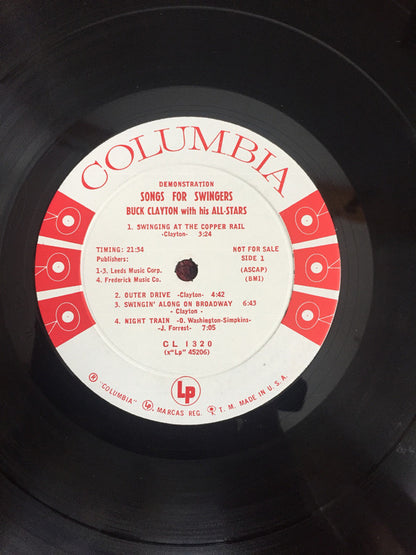 COLUMBIA
DEMONSTRATION
SONGS FOR SWINGERS
BUCK CLAYTON with his ALL-STARS
1. SWINGING AT THE COPPER RAIL
-Clayton- 3:24
TIMING: 21:54 NOT FOR SALE
Publishers: SIDE 1
1-3. Leeds Music Corp. (ASCAP)
4. Frederick Music Co. (BMI)
2. OUTER DRIVE -Clayton- 4:42
3. SWINGIN' ALONG ON BROADWAY 6:43
- Clayton -
4. NIGHT TRAIN -O. Washington-Simpkins-
J. Forrest- 7:05
CL 1320
(x"Lp" 45206)
Lp
® "COLUMBIA" Lp MARCAS REG. T. M. MADE IN U.S.A.